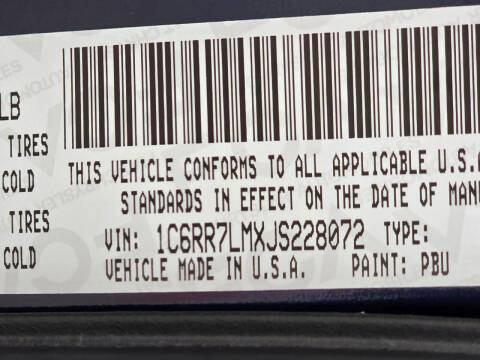 LB
TIRES
THIS VEHICLE CONFORMS TO ALL APPLICABLE U.S.A
COLD
STANDARDS IN EFFECT ON THE DATE OF MANU
TIRES
VIN: 1C6RR7LMXJS228072 TYPE:
COLD
VEHICLE MADE IN U.S.A. PAINT: PBU